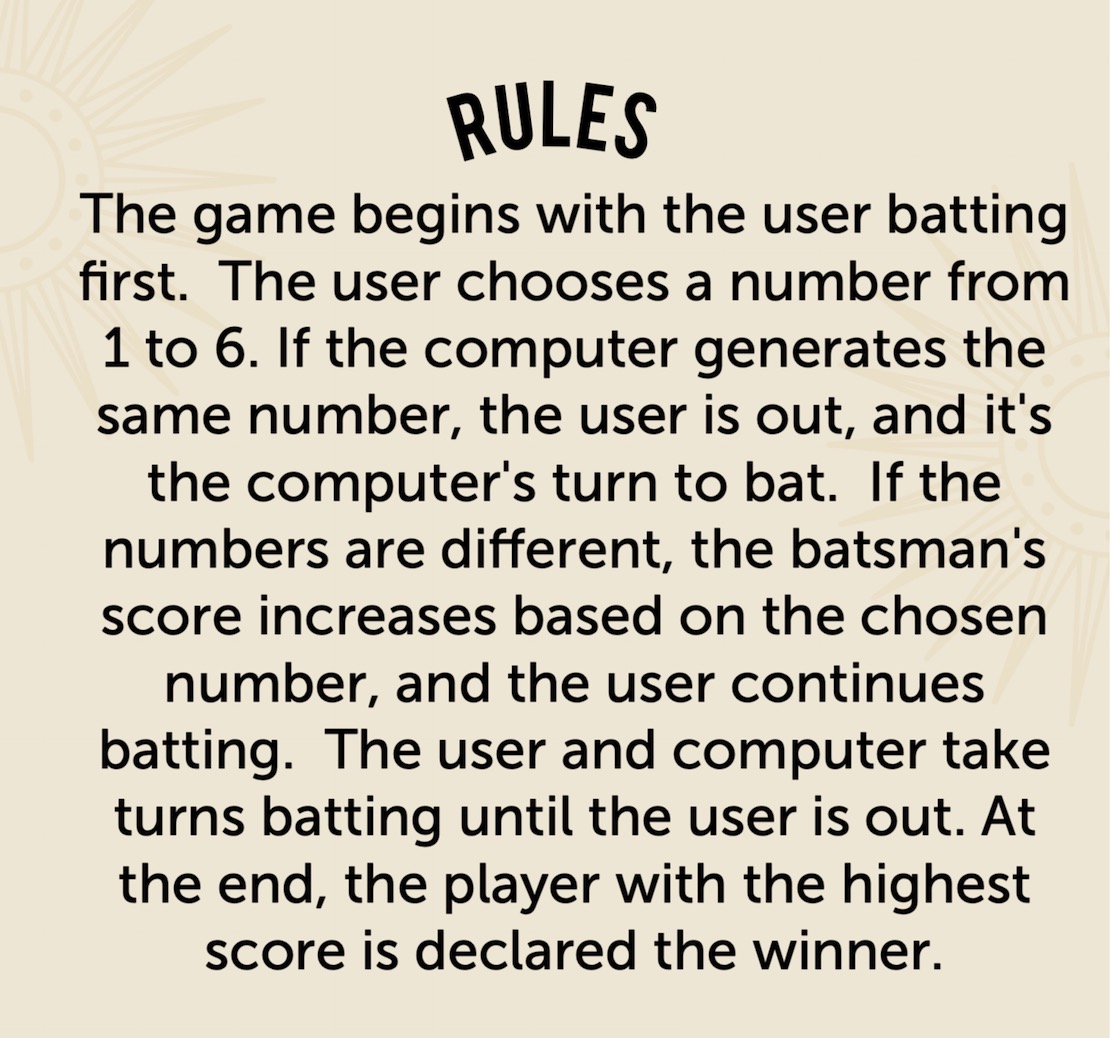 RULES
The game begins with the user batting
first.  The user chooses a number from
1 to 6. If the computer generates the
same number, the user is out, and it's
the computer's turn to bat.  If the
numbers are different, the batsman's
score increases based on the chosen
number, and the user continues
batting.  The user and computer take
turns batting until the user is out. At
the end, the player with the highest
score is declared the winner.